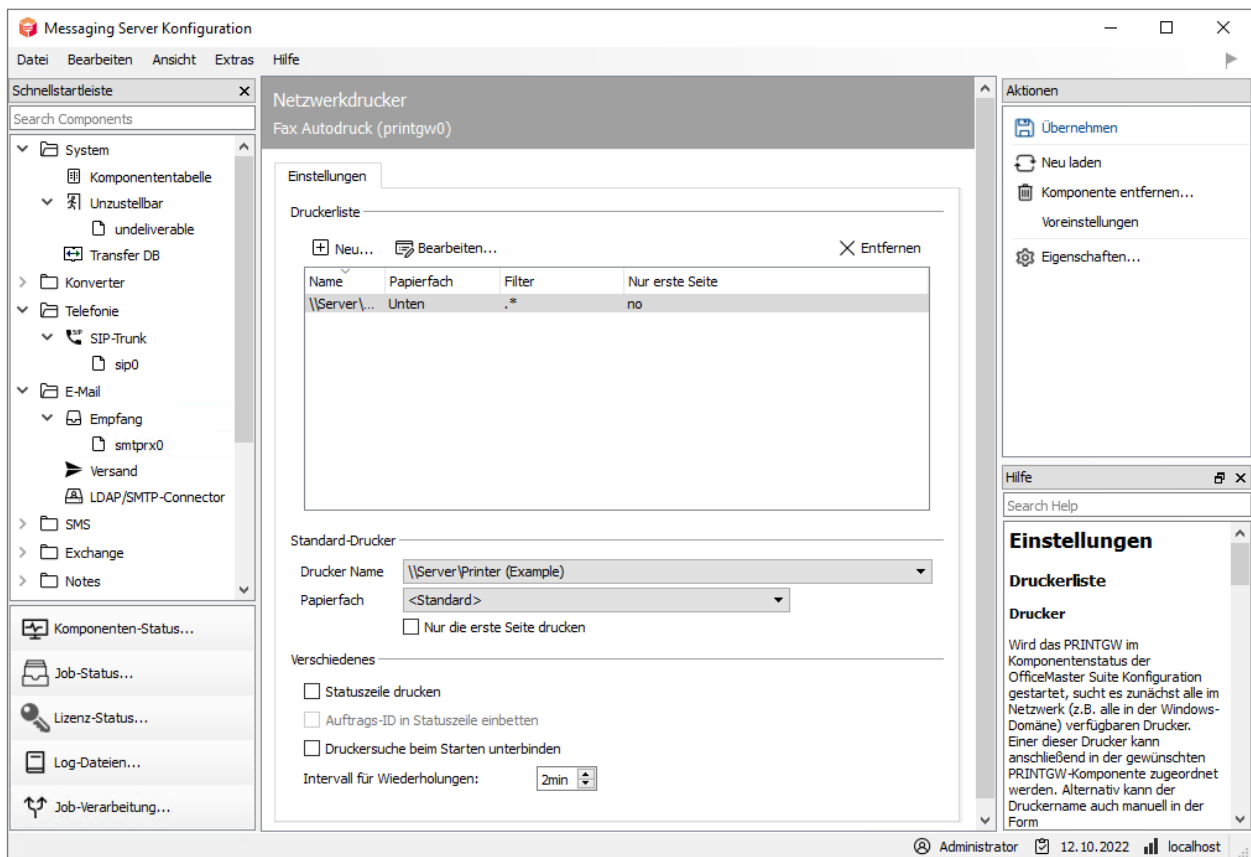 Messaging Server Konfiguration
Datei Bearbeiten Ansicht Extras Hilfe
Schnellstartleiste
Search Components
System
Komponententabelle
Unzustellbar
undeliverable
Transfer DB
Konverter
Telefonie
SIP-Trunk
sip0
E-Mail
Empfang
smtprx0
Versand
LDAP/SMTP-Connector
SMS
Exchange
Notes
Komponenten-Status...
Job-Status...
Lizenz-Status...
Log-Dateien...
Job-Verarbeitung...
Netzwerkdrucker
Fax Autodruck (printgw0)
Einstellungen
Druckerliste
Neu... Bearbeiten... Entfernen
Name Papierfach Filter Nur erste Seite
\\Server\... Unten .* no
Standard-Drucker
Drucker Name \\Server\Printer (Example)
Papierfach <Standard>
Nur die erste Seite drucken
Verschiedenes
Statuszeile drucken
Auftrags-ID in Statuszeile einbetten
Druckersuche beim Starten unterbinden
Intervall für Wiederholungen: 2min
Aktionen
Übernehmen
Neu laden
Komponente entfernen...
Voreinstellungen
Eigenschaften...
Hilfe
Search Help
Einstellungen
Druckerliste
Drucker
Wird das PRINTGW im
Komponentenstatus der
OfficeMaster Suite Konfiguration
gestartet, sucht es zunächst alle im
Netzwerk (z.B. alle in der Windows-
Domäne) verfügbaren Drucker.
Einer dieser Drucker kann
anschließend in der gewünschten
PRINTGW-Komponente zugeordnet
werden. Alternativ kann der
Druckername auch manuell in der
Form
Administrator 12.10.2022 localhost